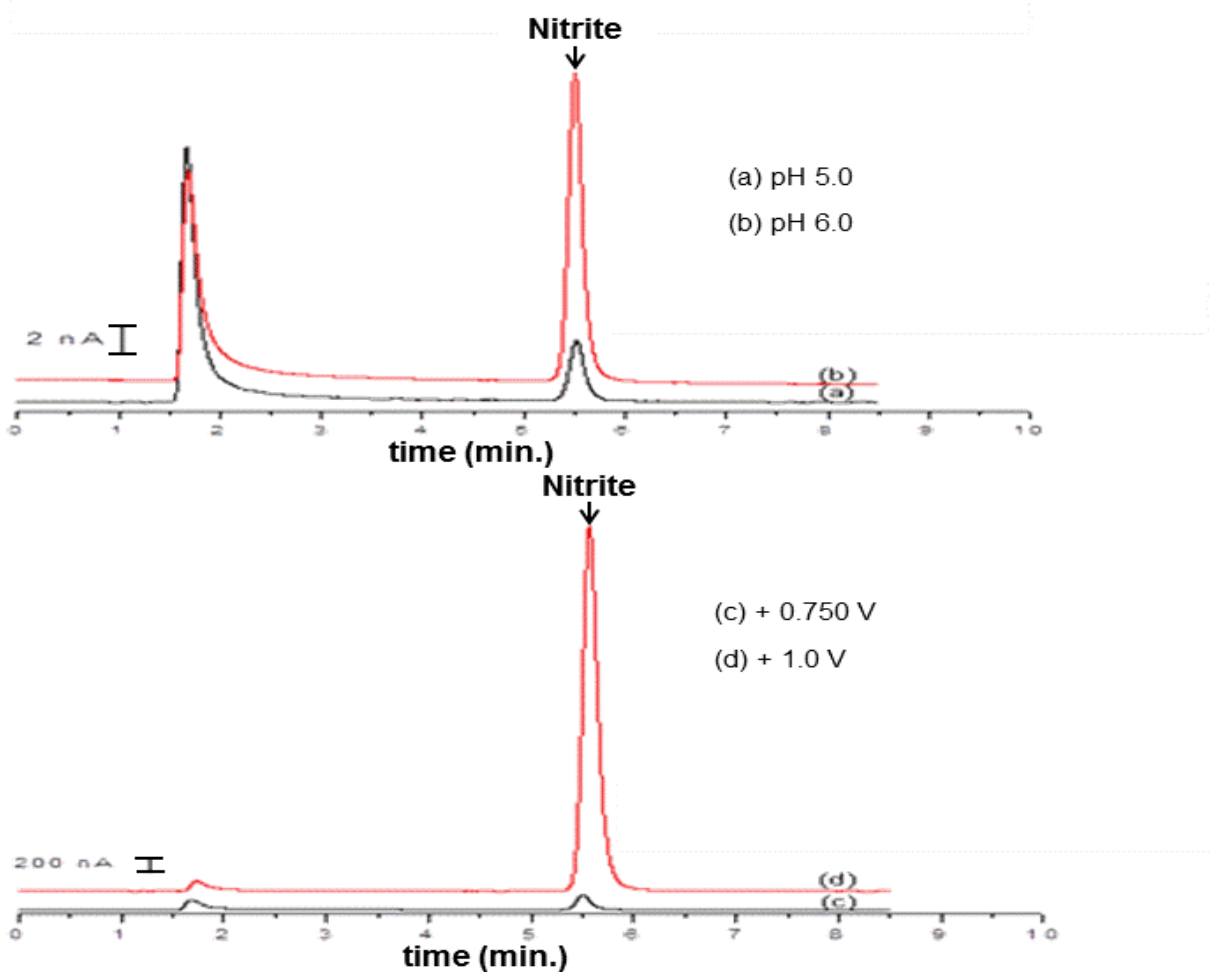 Nitrite
(a) pH 5.0
(b) pH 6.0
2 nA
(b)
(a)
0 1 2 3 4 5 6 7 8 9 10
time (min.)
Nitrite
(c) + 0.750 V
(d) + 1.0 V
200 nA
(d)
(c)
0 1 2 3 4 5 6 7 8 9 10
time (min.)